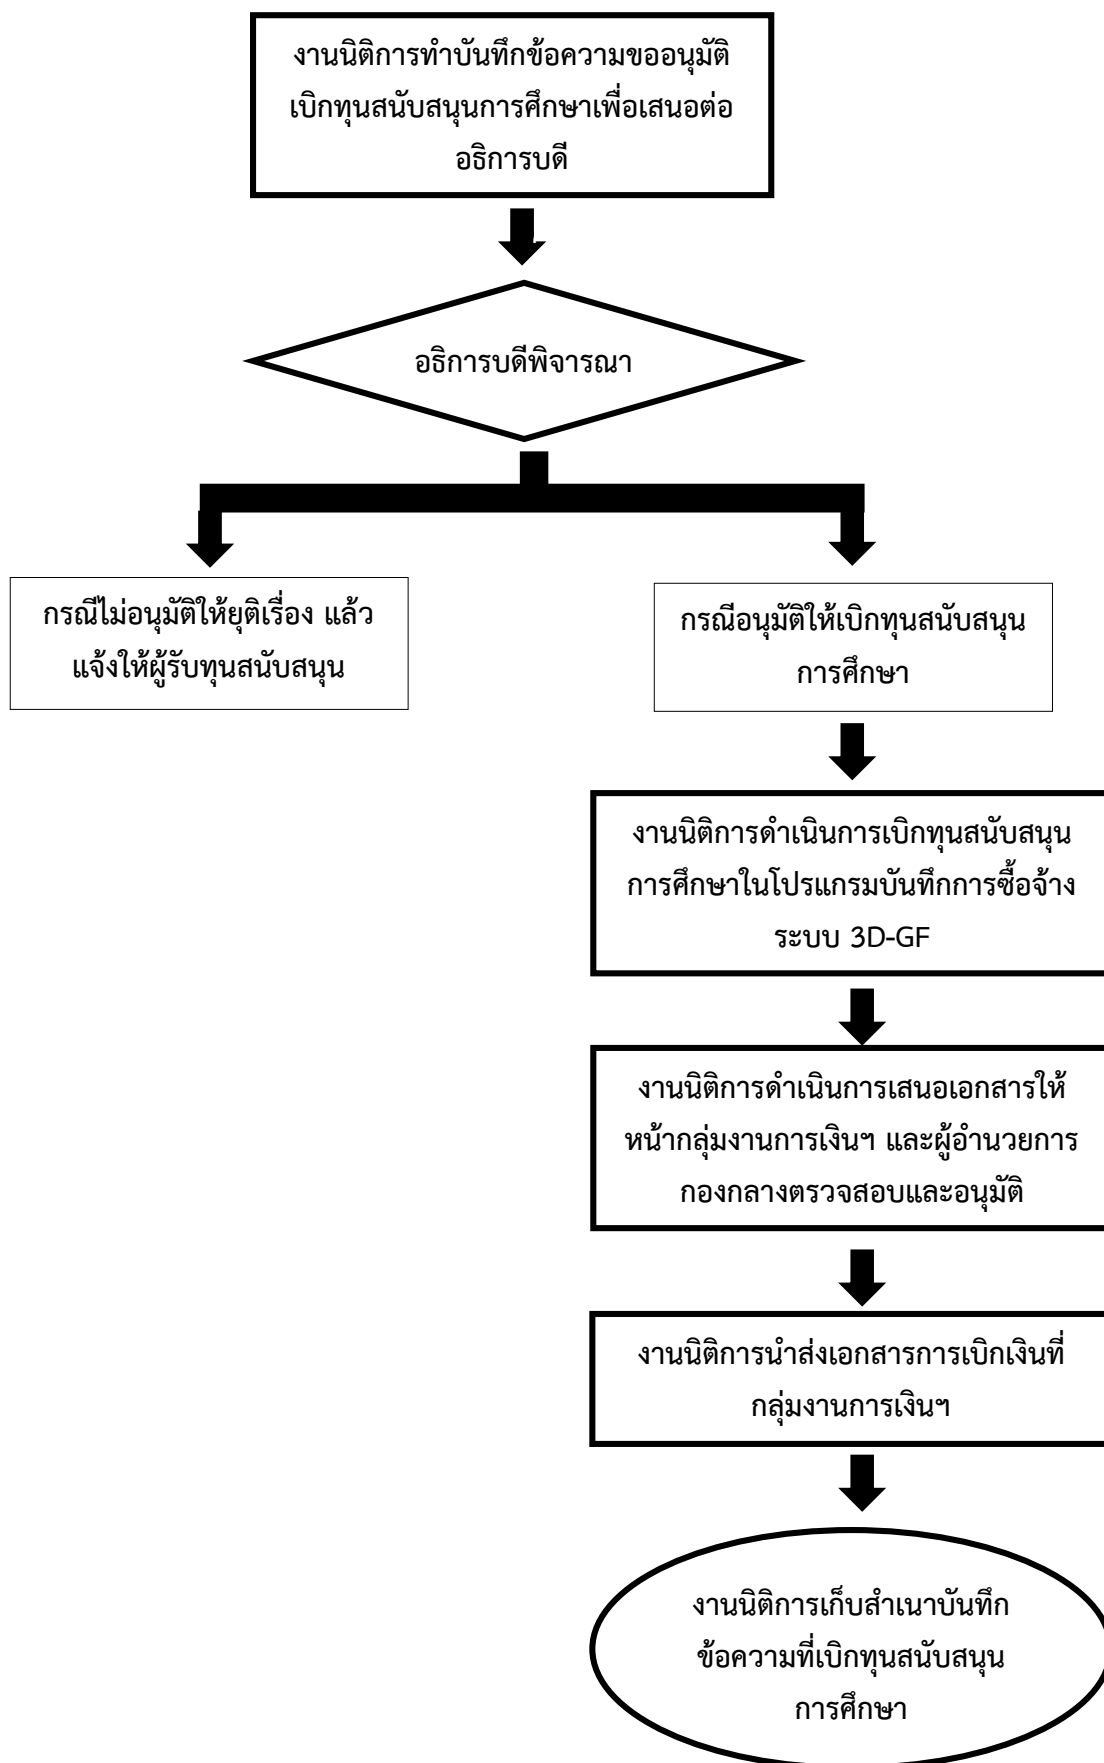 งานนิติการทำบันทึกข้อความขออนุมัติ
เบิกทุนสนับสนุนการศึกษาเพื่อเสนอต่อ
อธิการบดี
อธิการบดีพิจารณา
กรณีไม่อนุมัติให้ยุติเรื่อง แล้ว
แจ้งให้ผู้รับทุนสนับสนุน
กรณีอนุมัติให้เบิกทุนสนับสนุน
การศึกษา
งานนิติการดำเนินการเบิกทุนสนับสนุน
การศึกษาในโปรแกรมบันทึกการซื้อจ้าง
ระบบ 3D-GF
งานนิติการดำเนินการเสนอเอกสารให้
หน้ากลุ่มงานการเงินฯ และผู้อำนวยการ
กองกลางตรวจสอบและอนุมัติ
งานนิติการนำส่งเอกสารการเบิกเงินที่
กลุ่มงานการเงินฯ
งานนิติการเก็บสำเนาบันทึก
ข้อความที่เบิกทุนสนับสนุน
การศึกษา